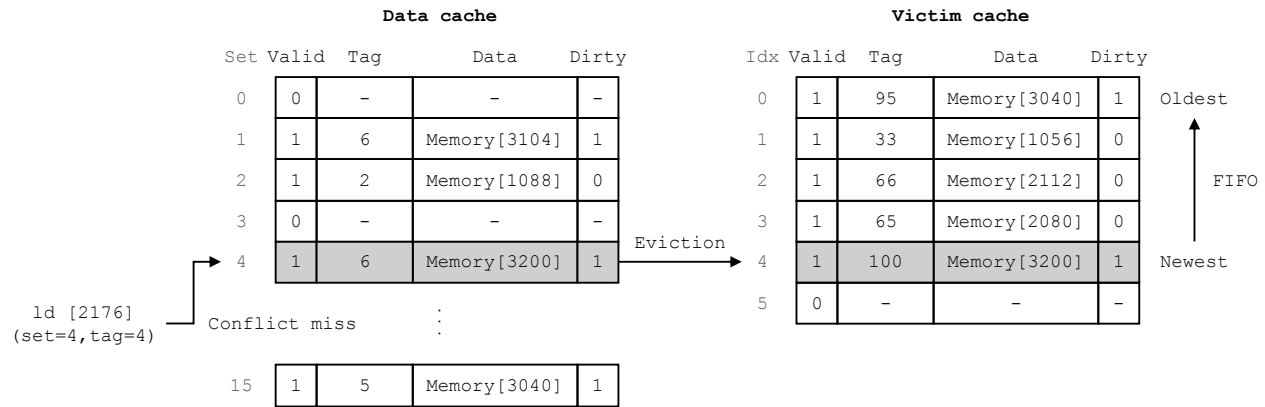 Data cache Victim cache
Set Valid Tag Data Dirty Idx Valid Tag Data Dirty
0 0 - - - 0 1 95 Memory[3040] 1 Oldest
1 1 6 Memory[3104] 1 1 1 33 Memory[1056] 0
2 1 2 Memory[1088] 0 2 1 66 Memory[2112] 0 FIFO
3 0 - - - 3 1 65 Memory[2080] 0
Eviction
4 1 6 Memory[3200] 1 4 1 100 Memory[3200] 1 Newest
5 0 - - -
ld [2176]
(set=4,tag=4)
Conflict miss
15 1 5 Memory[3040] 1